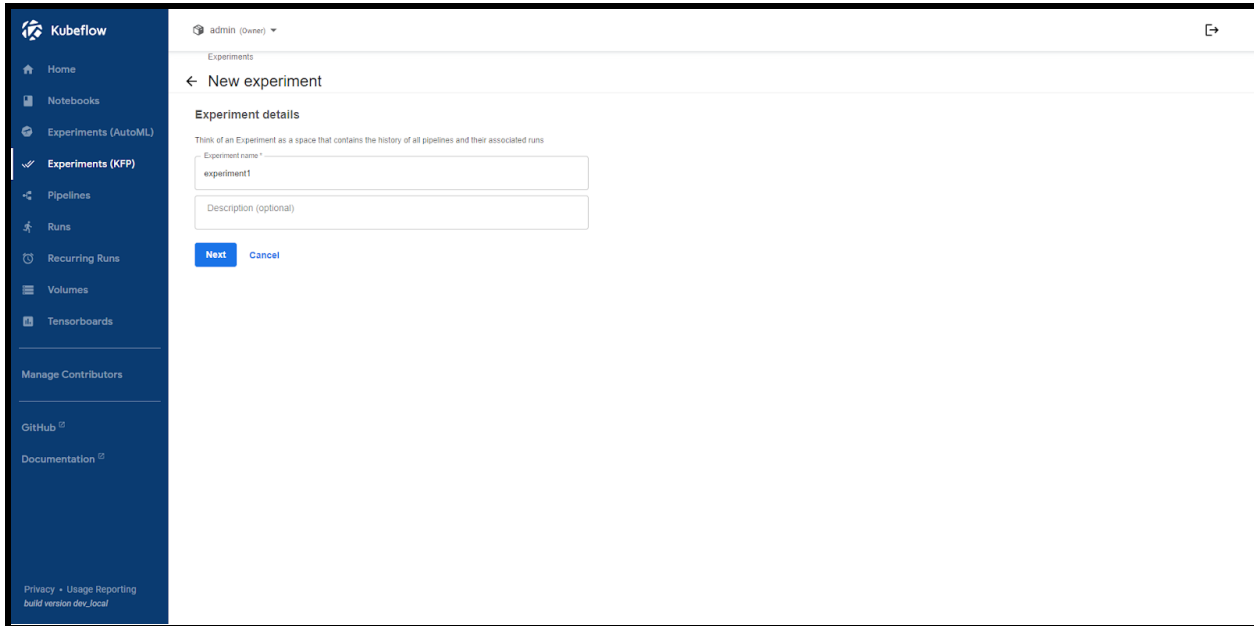 Kubeflow
Home
Notebooks
Experiments (AutoML)
Experiments (KFP)
Pipelines
Runs
Recurring Runs
Volumes
Tensorboards
Manage Contributors
GitHub
Documentation
Privacy • Usage Reporting
build version dev_local
admin (Owner)
Experiments
New experiment
Experiment details
Think of an Experiment as a space that contains the history of all pipelines and their associated runs
Experiment name *
experiment1
Description (optional)
Next Cancel